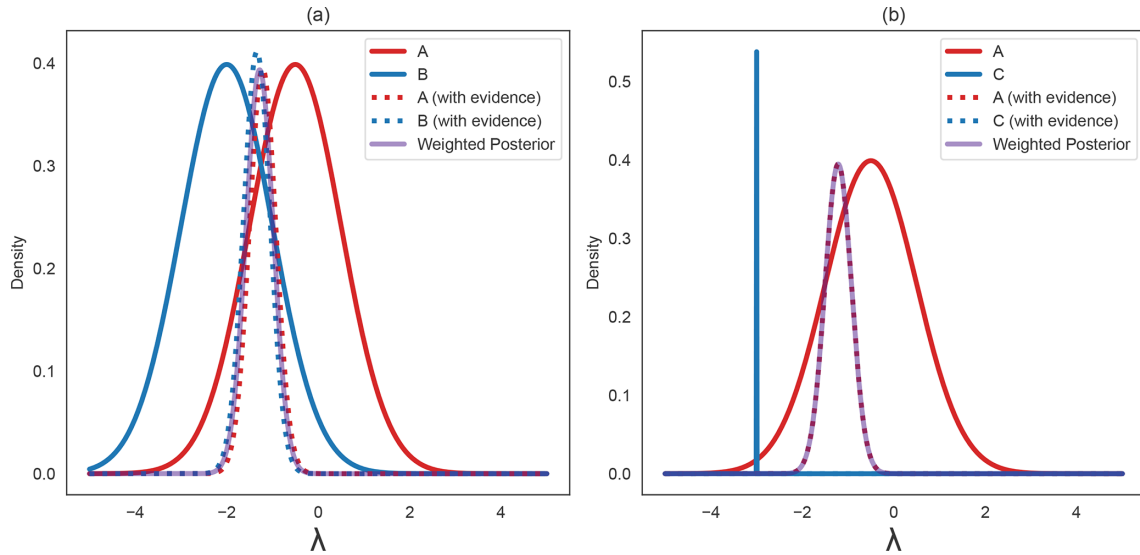 (a)
A
B
A (with evidence)
B (with evidence)
Weighted Posterior
Density
0.4
0.3
0.2
0.1
0.0
−4 −2 0 2 4
λ
(b)
A
C
A (with evidence)
C (with evidence)
Weighted Posterior
Density
0.5
0.4
0.3
0.2
0.1
0.0
−4 −2 0 2 4
λ